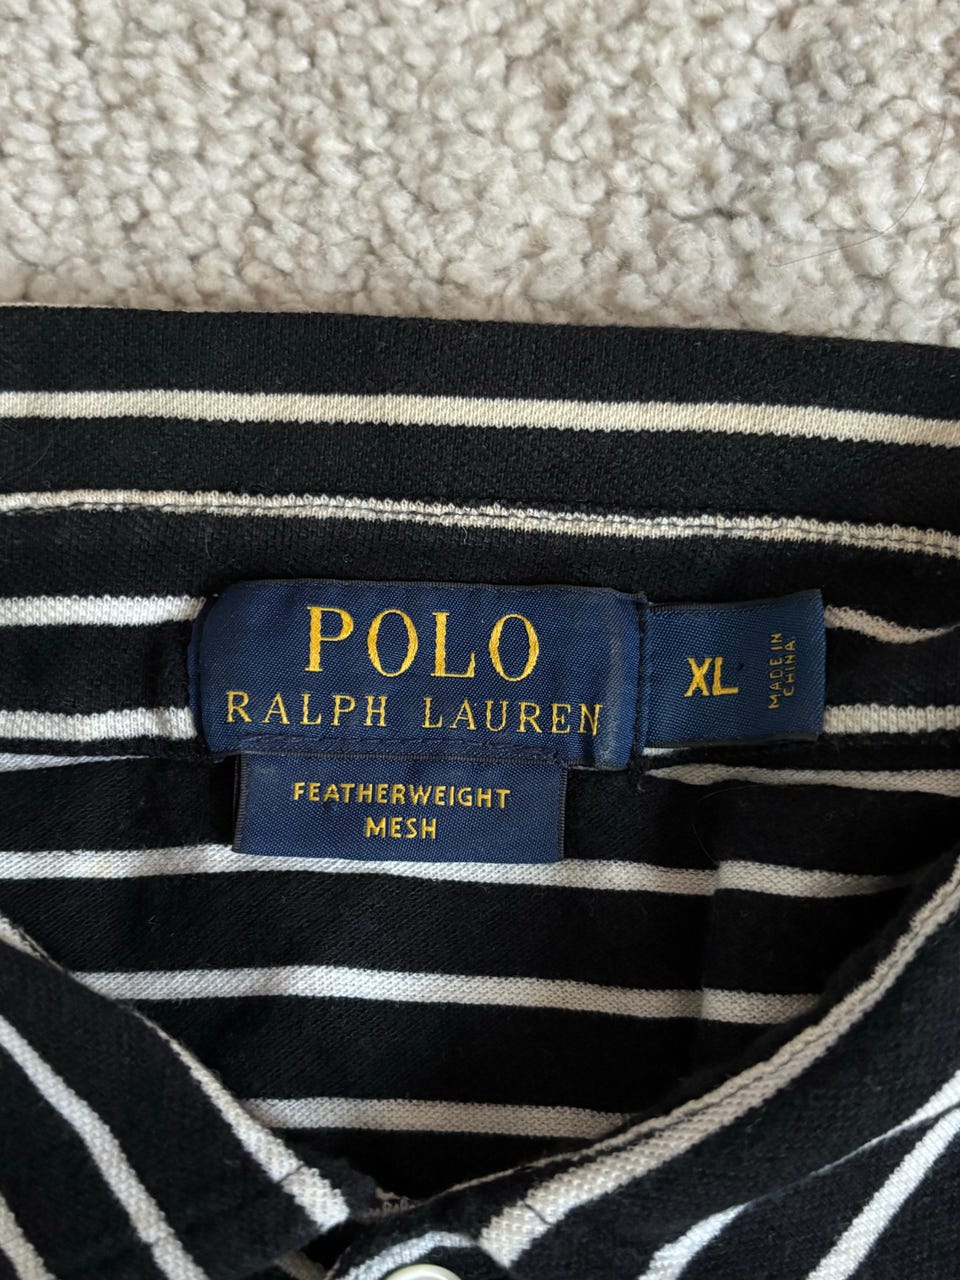 POLO
RALPH LAUREN
XL
MADE IN
CHINA
FEATHERWEIGHT
MESH